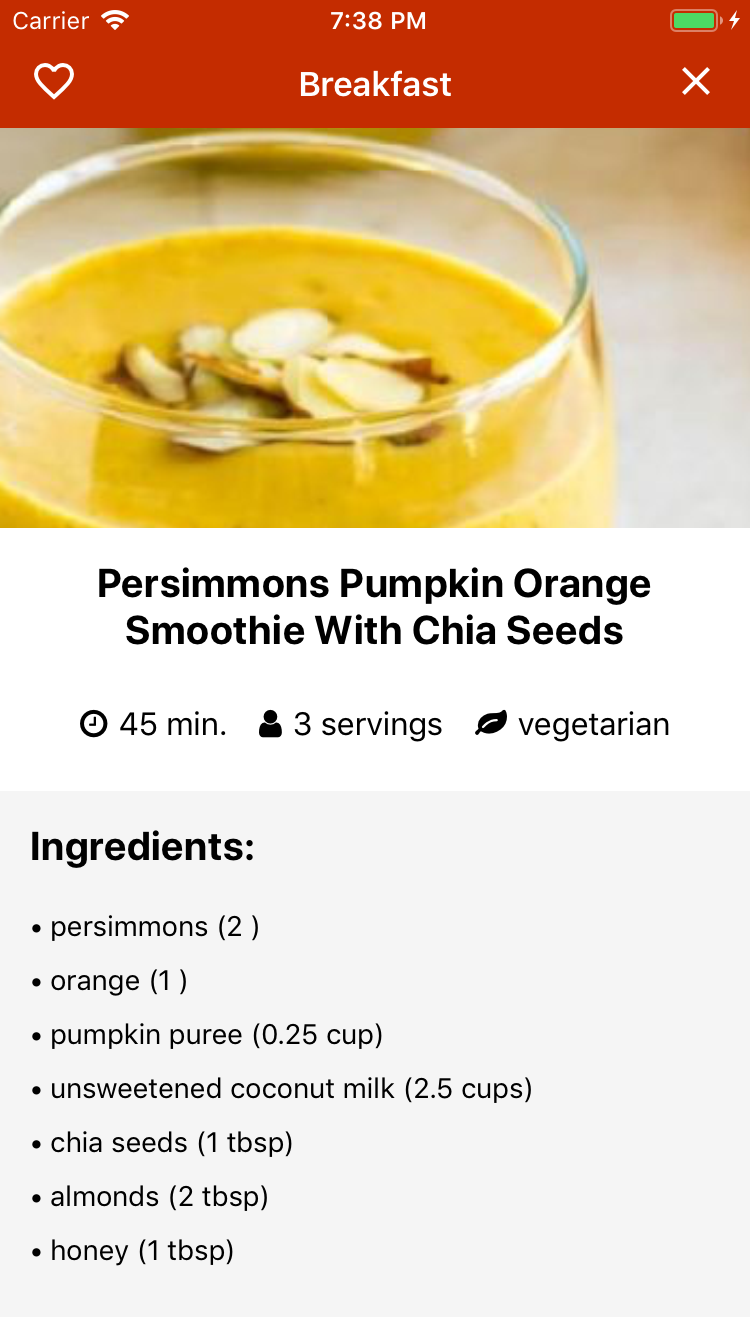 Carrier 7:38 PM
Breakfast
Persimmons Pumpkin Orange
Smoothie With Chia Seeds
45 min. 3 servings vegetarian
Ingredients:
• persimmons (2 )
• orange (1 )
• pumpkin puree (0.25 cup)
• unsweetened coconut milk (2.5 cups)
• chia seeds (1 tbsp)
• almonds (2 tbsp)
• honey (1 tbsp)